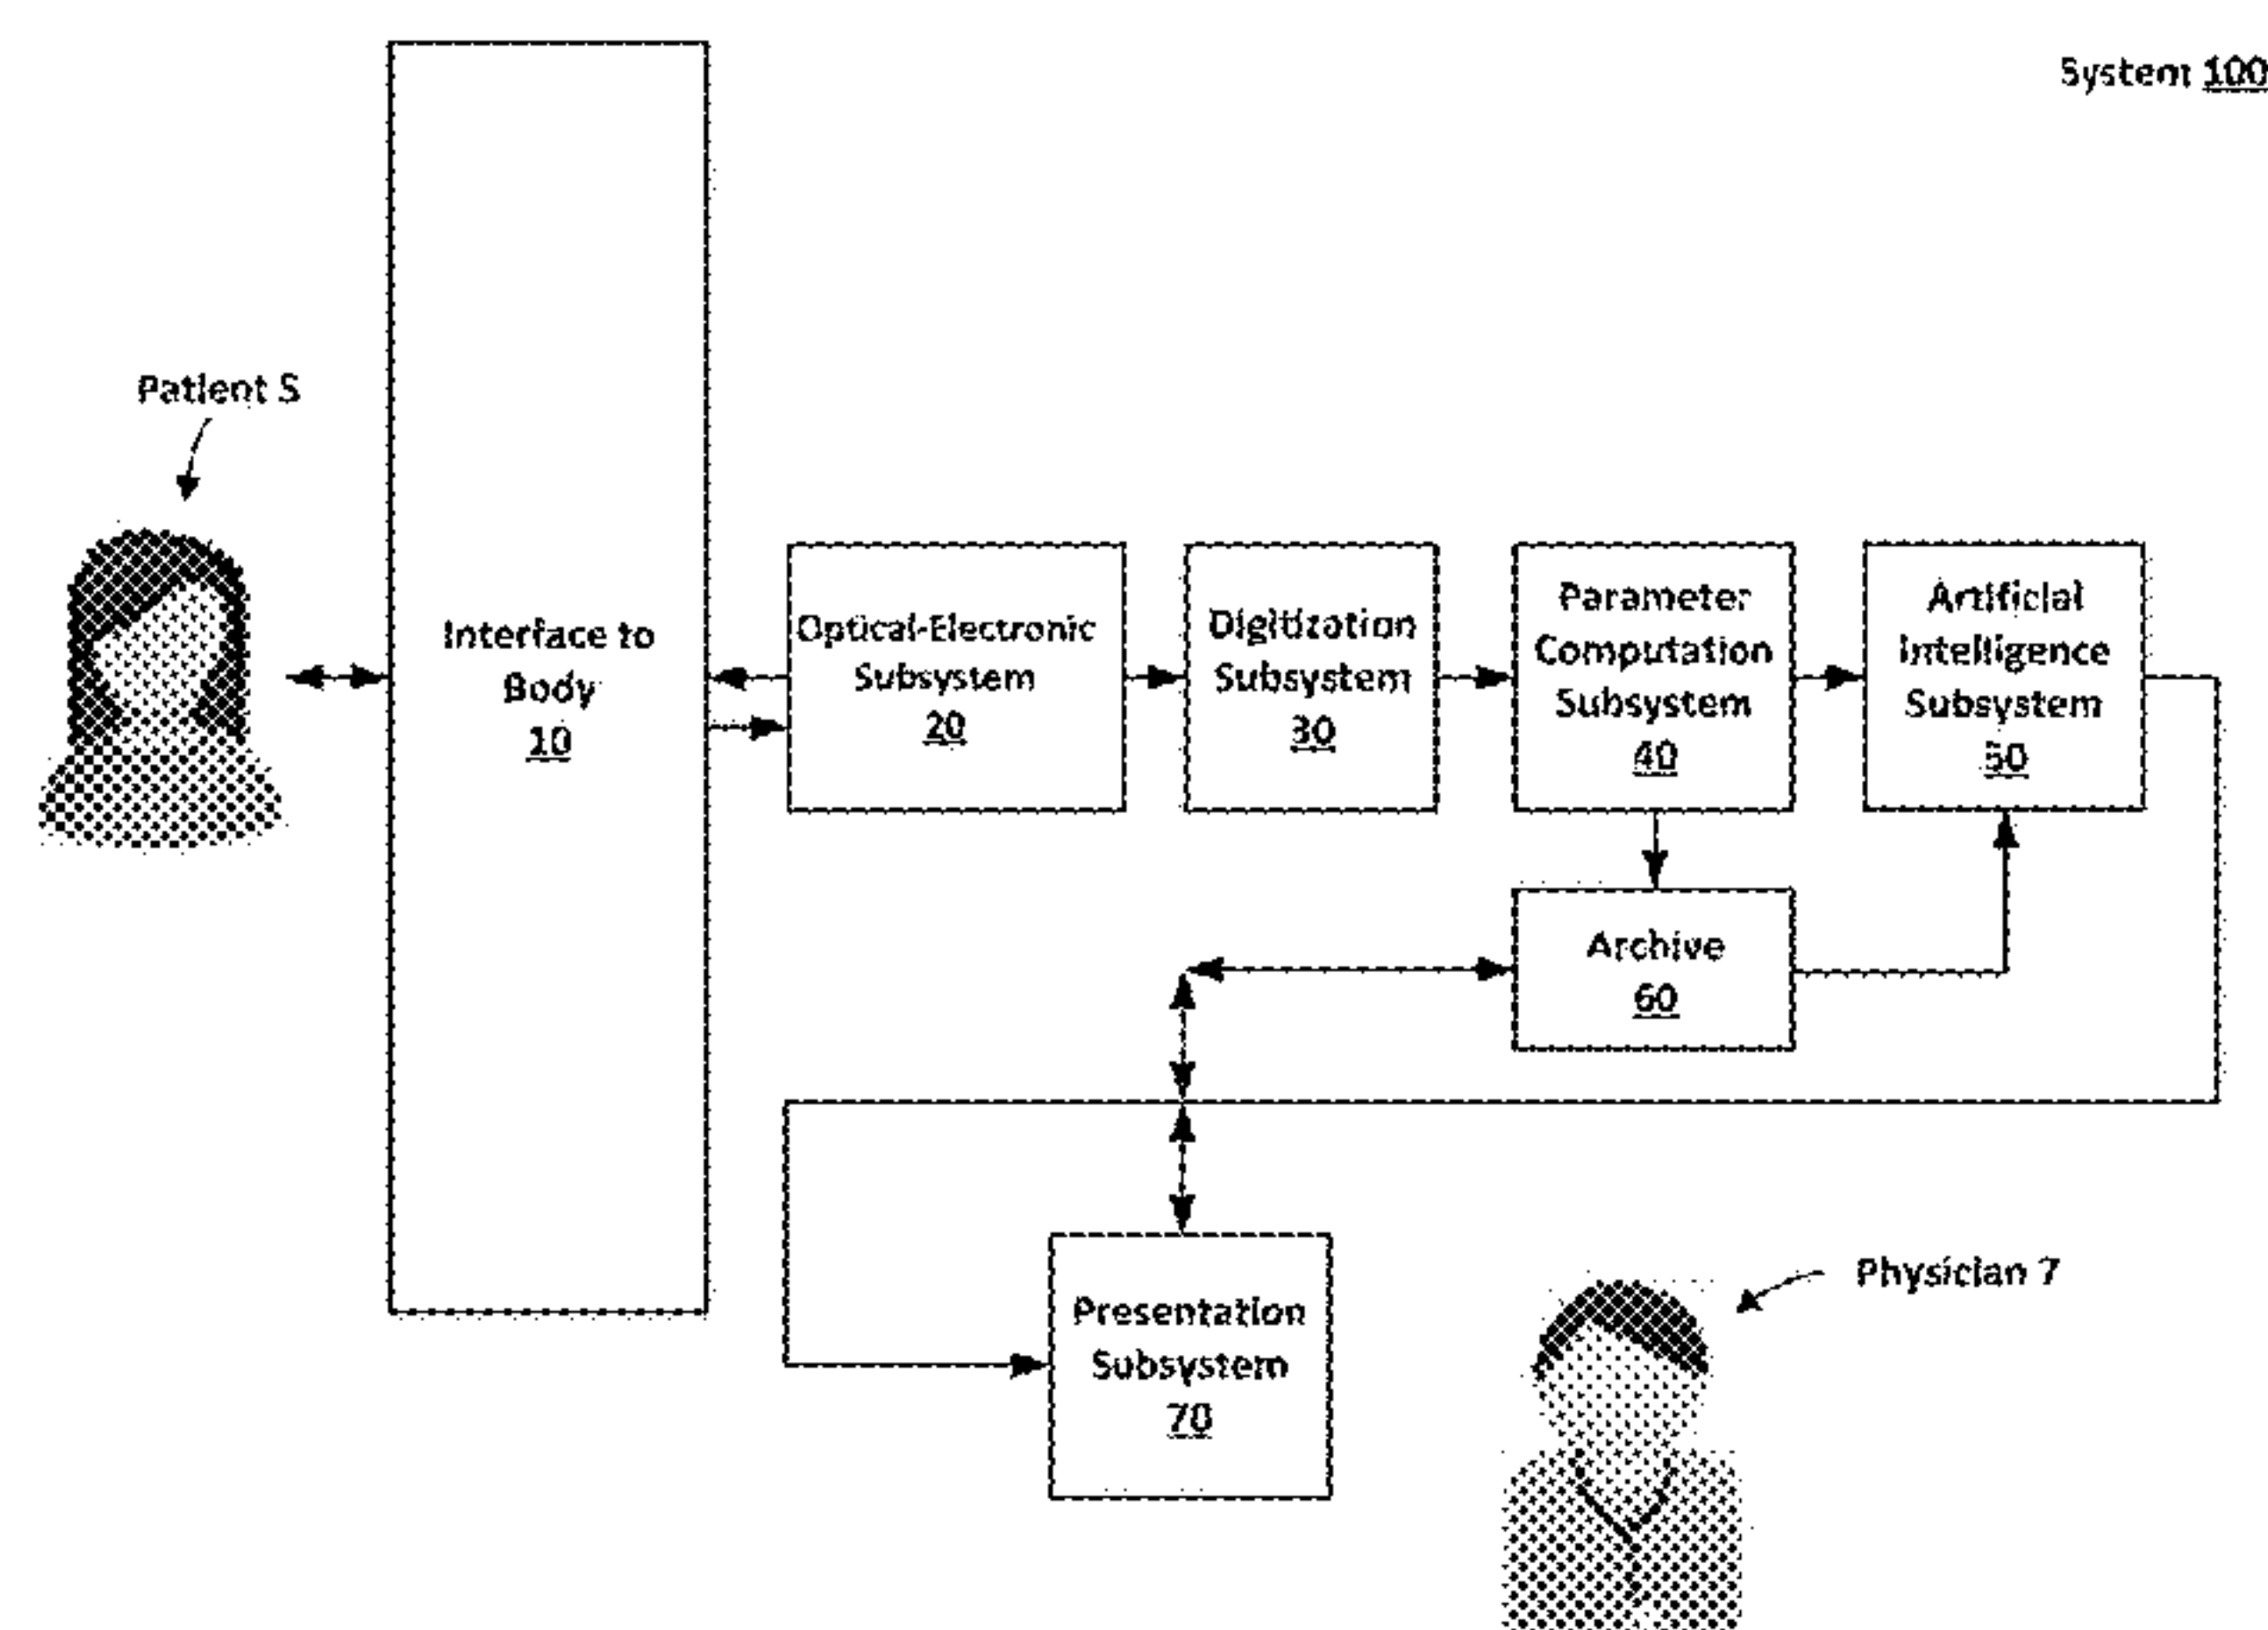 System 100
Patient 5
Interface to
Body
10
Optical-Electronic
Subsystem
20
Digitization
Subsystem
30
Parameter
Computation
Subsystem
40
Artificial
Intelligence
Subsystem
50
Archive
60
Presentation
Subsystem
70
Physician 7